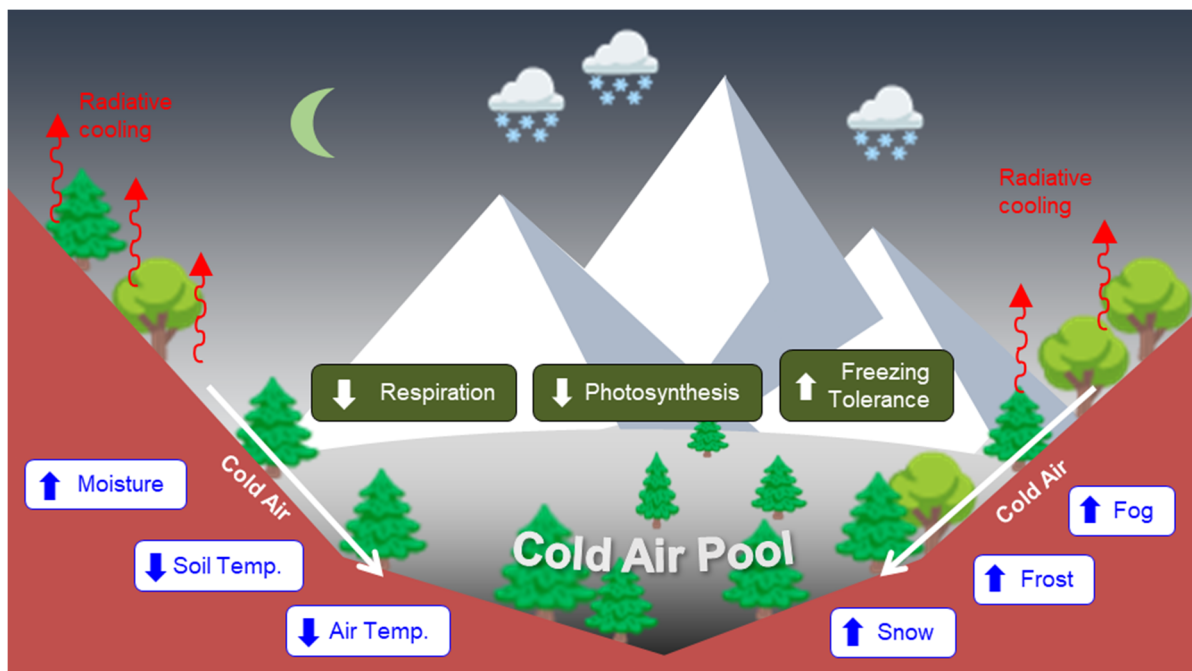 Radiative
cooling
Radiative
cooling
Respiration
Photosynthesis
Freezing
Tolerance
Moisture
Cold Air
Cold Air
Fog
Cold Air Pool
Soil Temp.
Frost
Air Temp.
Snow